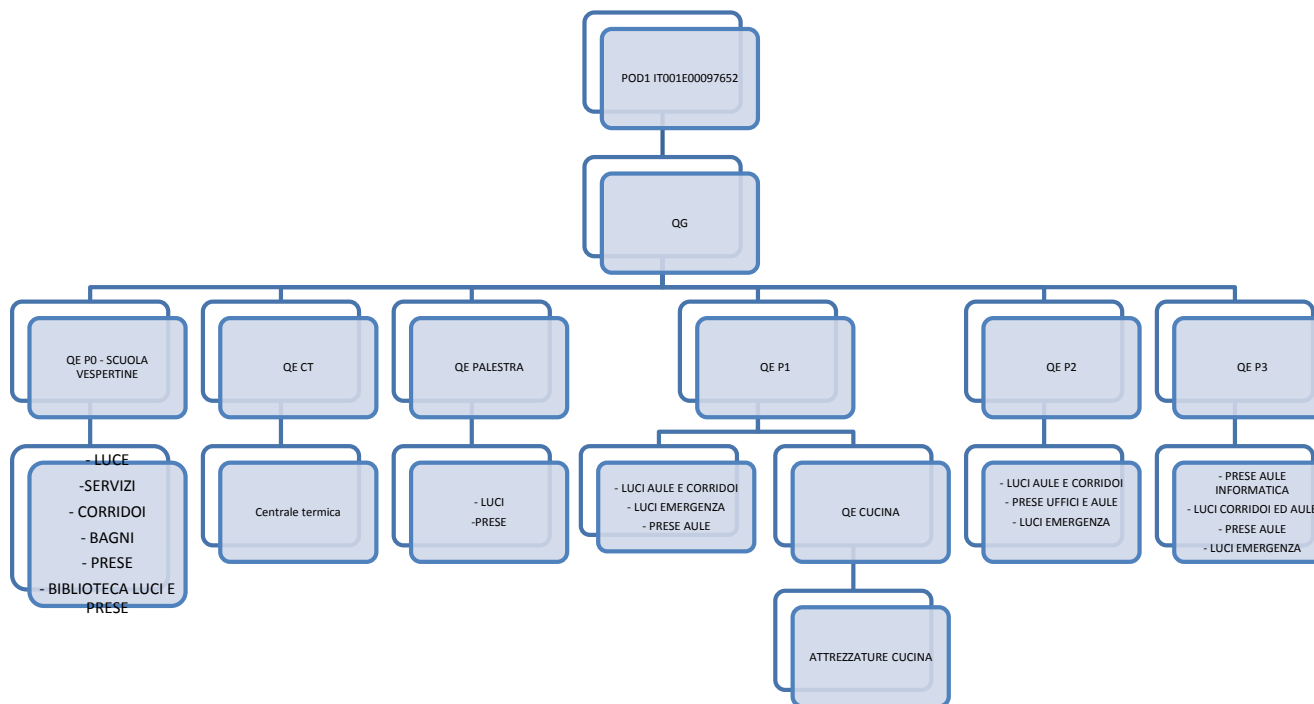 POD1 IT001E00097652
QG
QE P0 - SCUOLA
VESPERTINE
QE CT
QE PALESTRA
QE P1
QE P2
QE P3
- LUCE
-SERVIZI
- CORRIDOI
- BAGNI
- PRESE
- BIBLIOTECA LUCI E
PRESE
Centrale termica
- LUCI
-PRESE
- LUCI AULE E CORRIDOI
- LUCI EMERGENZA
- PRESE AULE
QE CUCINA
- LUCI AULE E CORRIDOI
- PRESE UFFICI E AULE
- LUCI EMERGENZA
- PRESE AULE
INFORMATICA
- LUCI CORRIDOI ED AULE
- PRESE AULE
- LUCI EMERGENZA
ATTREZZATURE CUCINA